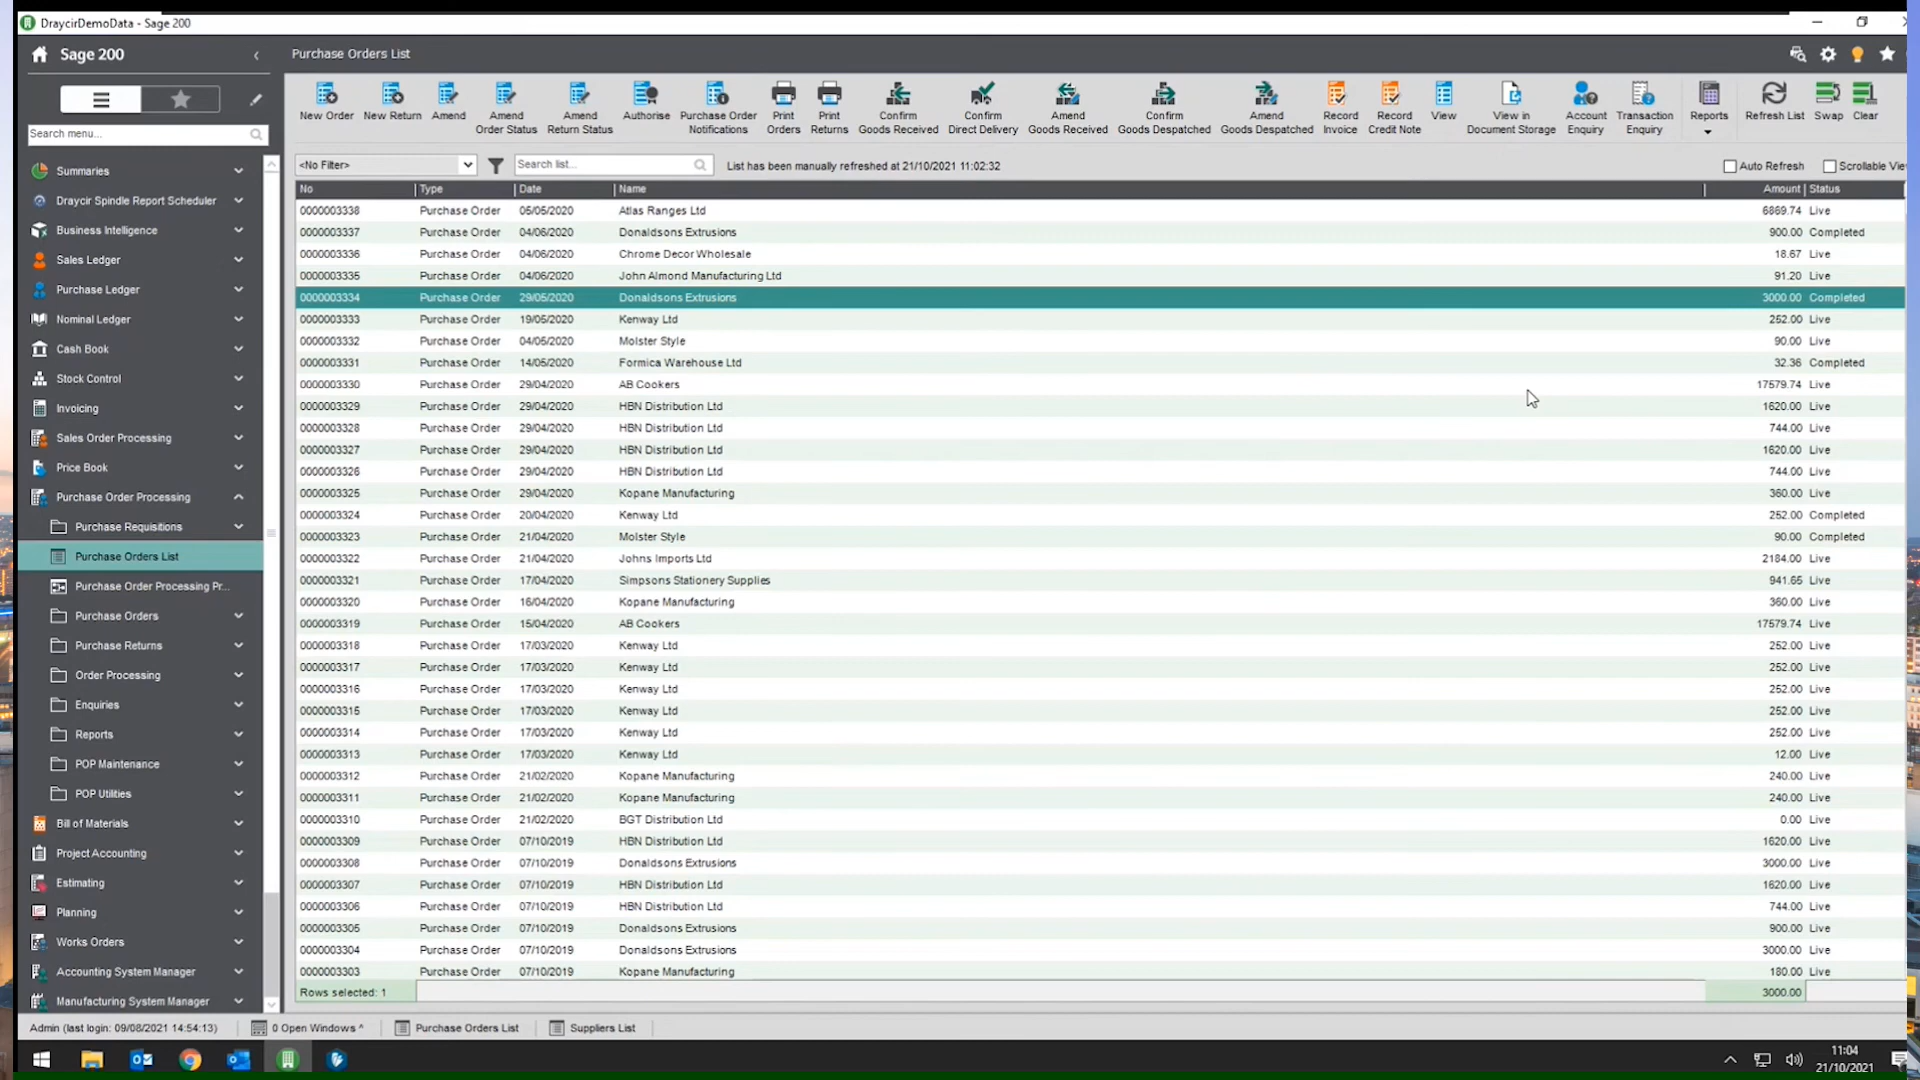 DraycirDemoData - Sage 200
Sage 200
Purchase Orders List
New Order
New Return
Amend
Amend
Order Status
Amend
Return Status
Authorise
Purchase Order
Notifications
Print
Orders
Print
Returns
Confirm
Goods Received
Confirm
Direct Delivery
Amend
Goods Received
Confirm
Goods Despatched
Amend
Goods Despatched
Record
Invoice
Record
Credit Note
View
View in
Document Storage
Account
Enquiry
Transaction
Enquiry
Reports
Refresh List
Swap
Clear
Search menu...
<No Filter>
Search list...
List has been manually refreshed at 21/10/2021 11:02:32
Auto Refresh
Scrollable Vie
Summaries
Draycir Spindle Report Scheduler
Business Intelligence
Sales Ledger
Purchase Ledger
Nominal Ledger
Cash Book
Stock Control
Invoicing
Sales Order Processing
Price Book
Purchase Order Processing
Purchase Requisitions
Purchase Orders List
Purchase Order Processing Pr...
Purchase Orders
Purchase Returns
Order Processing
Enquiries
Reports
POP Maintenance
POP Utilities
Bill of Materials
Project Accounting
Estimating
Planning
Works Orders
Accounting System Manager
Manufacturing System Manager
No Type Date Name Amount Status
0000003338 Purchase Order 05/05/2020 Atlas Ranges Ltd 6869.74 Live
0000003337 Purchase Order 04/06/2020 Donaldsons Extrusions 900.00 Completed
0000003336 Purchase Order 04/06/2020 Chrome Decor Wholesale 18.67 Live
0000003335 Purchase Order 04/06/2020 John Almond Manufacturing Ltd 91.20 Live
0000003334 Purchase Order 29/05/2020 Donaldsons Extrusions 3000.00 Completed
0000003333 Purchase Order 19/05/2020 Kenway Ltd 252.00 Live
0000003332 Purchase Order 04/05/2020 Molster Style 90.00 Live
0000003331 Purchase Order 14/05/2020 Formica Warehouse Ltd 32.36 Completed
0000003330 Purchase Order 29/04/2020 AB Cookers 17579.74 Live
0000003329 Purchase Order 29/04/2020 HBN Distribution Ltd 1620.00 Live
0000003328 Purchase Order 29/04/2020 HBN Distribution Ltd 744.00 Live
0000003327 Purchase Order 29/04/2020 HBN Distribution Ltd 1620.00 Live
0000003326 Purchase Order 29/04/2020 HBN Distribution Ltd 744.00 Live
0000003325 Purchase Order 29/04/2020 Kopane Manufacturing 360.00 Live
0000003324 Purchase Order 20/04/2020 Kenway Ltd 252.00 Completed
0000003323 Purchase Order 21/04/2020 Molster Style 90.00 Completed
0000003322 Purchase Order 21/04/2020 Johns Imports Ltd 2184.00 Live
0000003321 Purchase Order 17/04/2020 Simpsons Stationery Supplies 941.65 Live
0000003320 Purchase Order 16/04/2020 Kopane Manufacturing 360.00 Live
0000003319 Purchase Order 15/04/2020 AB Cookers 17579.74 Live
0000003318 Purchase Order 17/03/2020 Kenway Ltd 252.00 Live
0000003317 Purchase Order 17/03/2020 Kenway Ltd 252.00 Live
0000003316 Purchase Order 17/03/2020 Kenway Ltd 252.00 Live
0000003315 Purchase Order 17/03/2020 Kenway Ltd 252.00 Live
0000003314 Purchase Order 17/03/2020 Kenway Ltd 252.00 Live
0000003313 Purchase Order 17/03/2020 Kenway Ltd 12.00 Live
0000003312 Purchase Order 21/02/2020 Kopane Manufacturing 240.00 Live
0000003311 Purchase Order 21/02/2020 Kopane Manufacturing 240.00 Live
0000003310 Purchase Order 21/02/2020 BGT Distribution Ltd 0.00 Live
0000003309 Purchase Order 07/10/2019 HBN Distribution Ltd 1620.00 Live
0000003308 Purchase Order 07/10/2019 Donaldsons Extrusions 3000.00 Live
0000003307 Purchase Order 07/10/2019 HBN Distribution Ltd 1620.00 Live
0000003306 Purchase Order 07/10/2019 HBN Distribution Ltd 744.00 Live
0000003305 Purchase Order 07/10/2019 Donaldsons Extrusions 900.00 Live
0000003304 Purchase Order 07/10/2019 Donaldsons Extrusions 3000.00 Live
0000003303 Purchase Order 07/10/2019 Kopane Manufacturing 180.00 Live
Rows selected: 1 3000.00
Admin (last login: 09/08/2021 14:54:13)
0 Open Windows ^
Purchase Orders List
Suppliers List
11:04
21/10/2021